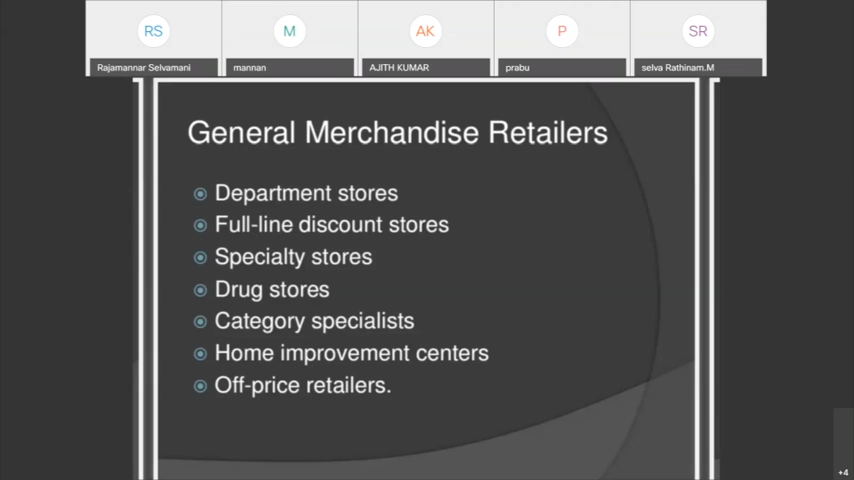 RS
M
AK
P
SR
Rajamannar Selvamani
mannan
AJITH KUMAR
prabu
selva Rathinam.M
General Merchandise Retailers
Department stores
Full-line discount stores
Specialty stores
Drug stores
Category specialists
Home improvement centers
Off-price retailers.
+4